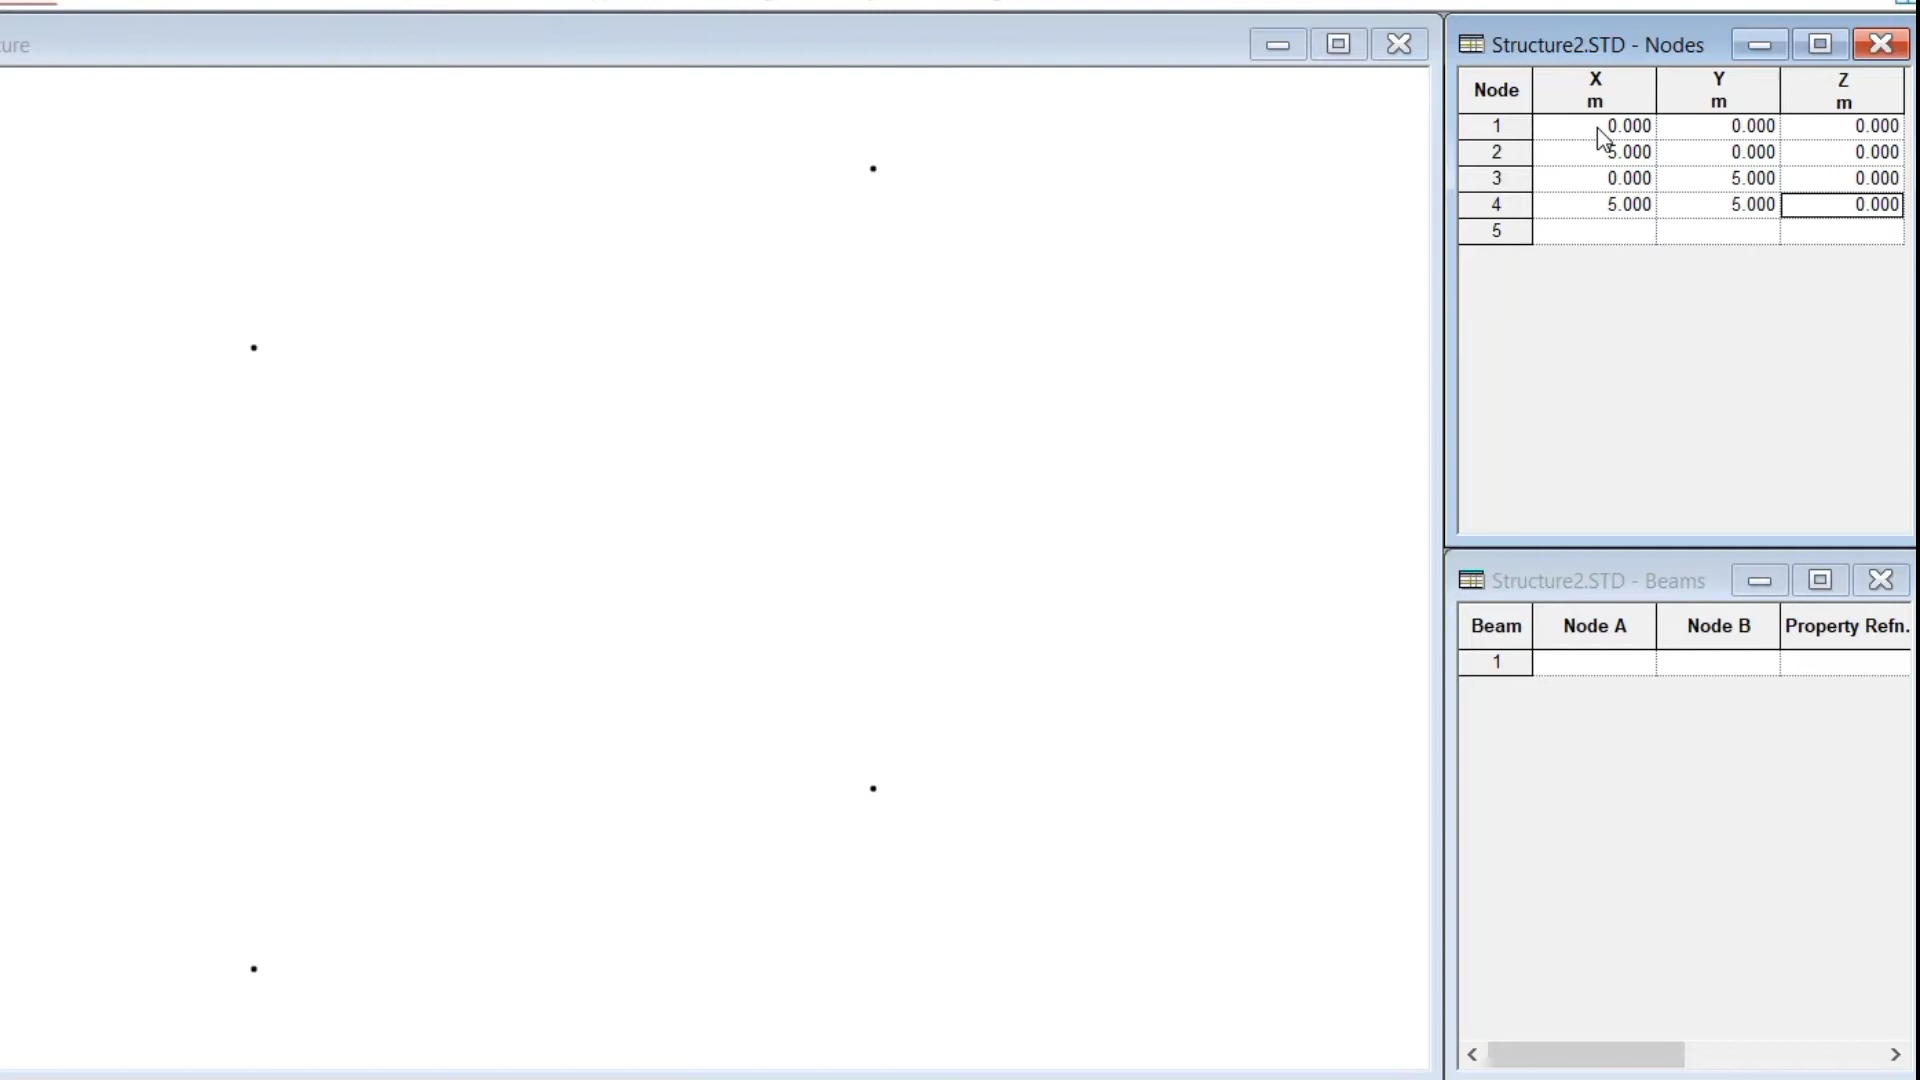 ure
Structure2.STD - Nodes
Node X m Y m Z m
1 0.000 0.000 0.000
2 5.000 0.000 0.000
3 0.000 5.000 0.000
4 5.000 5.000 0.000
5
Structure2.STD - Beams
Beam Node A Node B Property Refn.
1